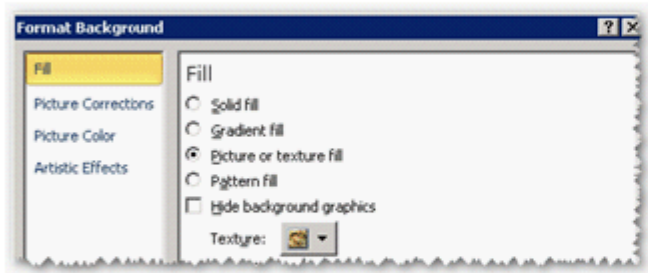 Format Background
Fill
Picture Corrections
Picture Color
Artistic Effects
Fill
Solid fill
Gradient fill
Picture or texture fill
Pattern fill
Hide background graphics
Texture: